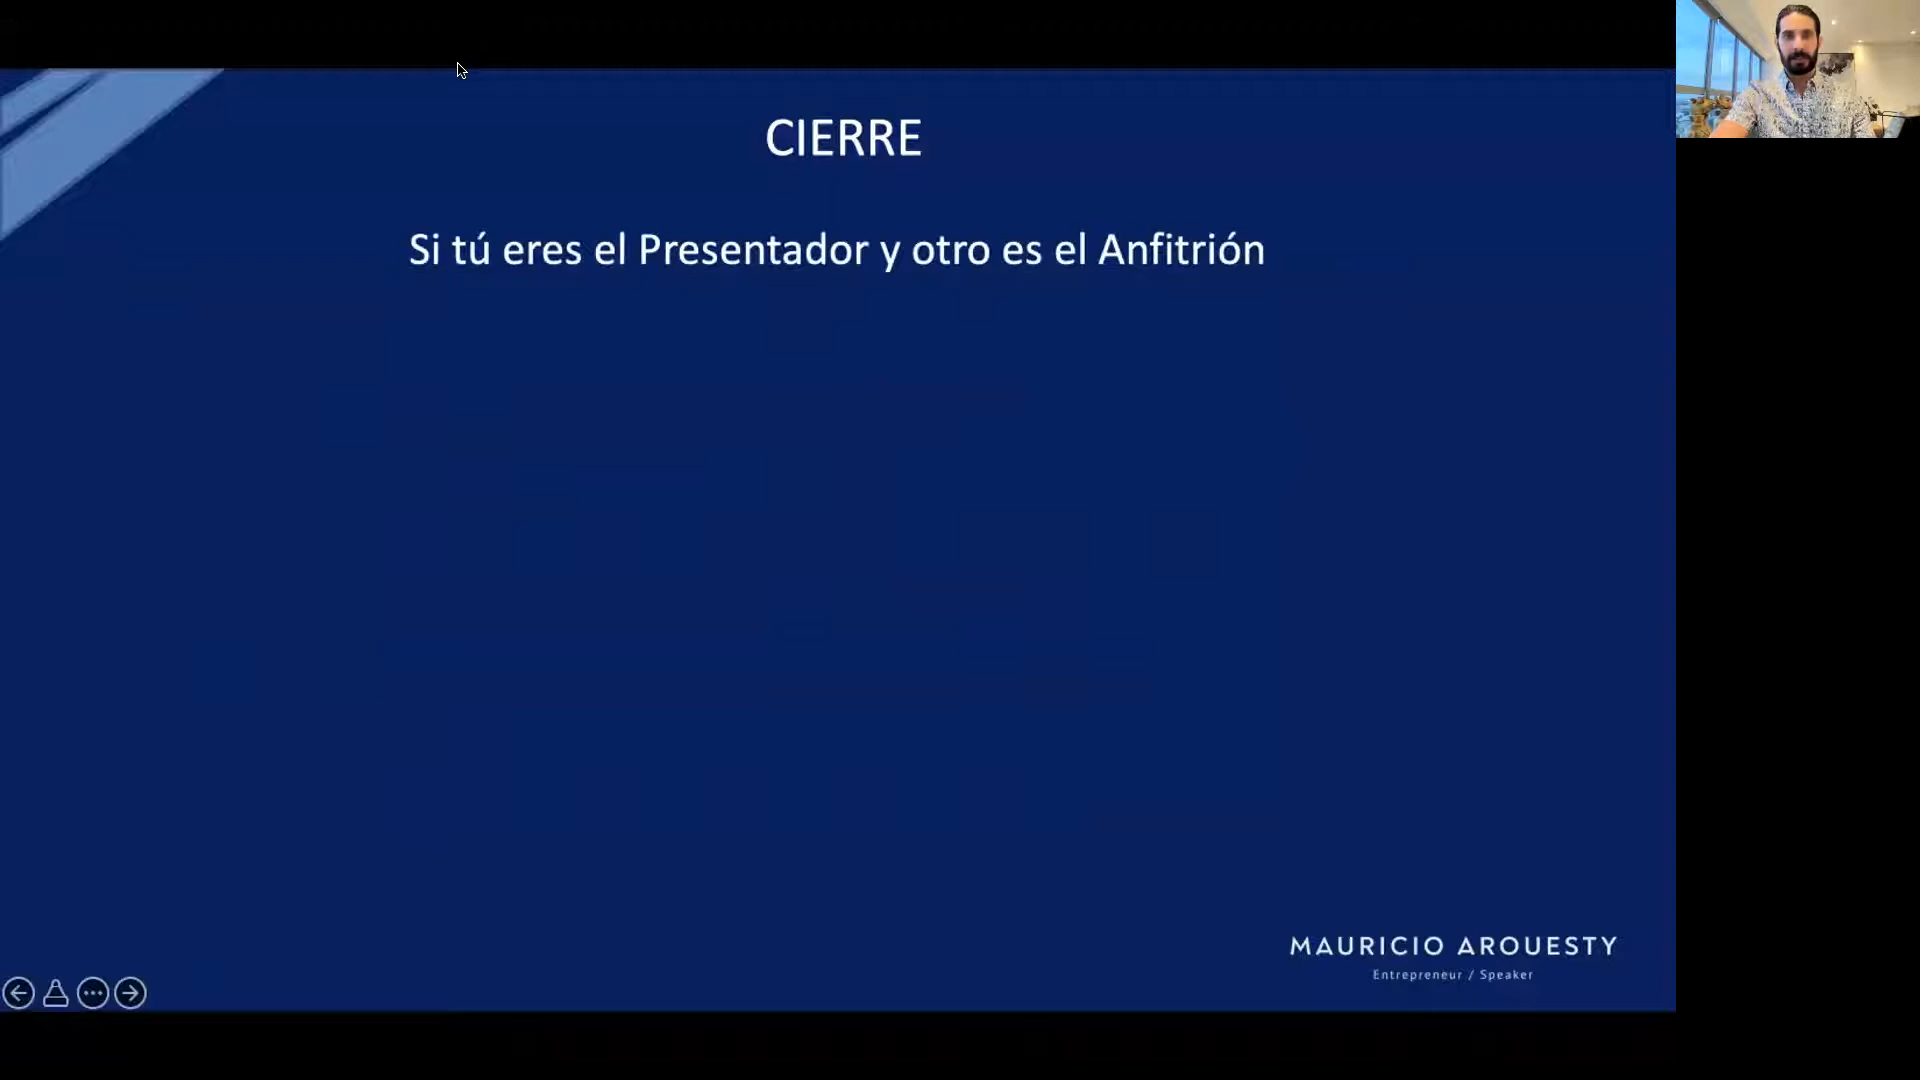 CIERRE
Si tú eres el Presentador y otro es el Anfitrión
MAURICIO AROUESTY
Entrepreneur / Speaker